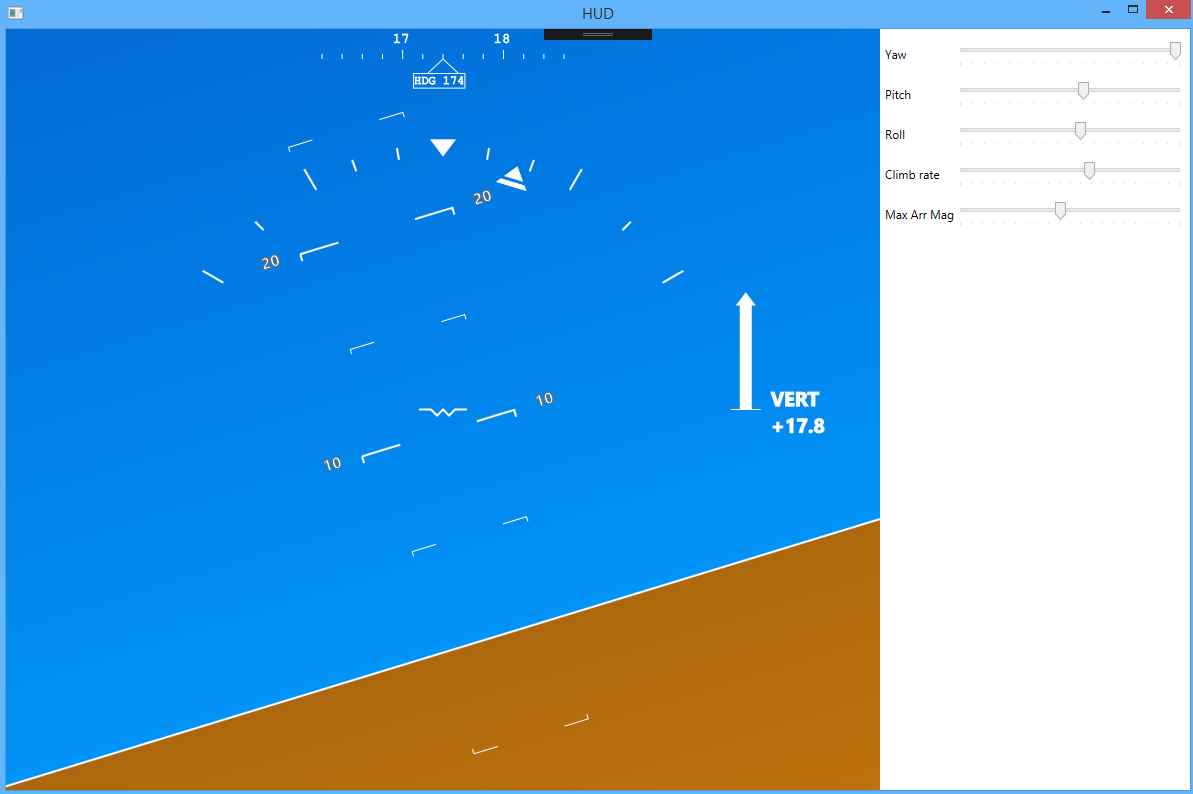 HUD
17 18
HDG 174
20
20
10
10
VERT
+17.8
Yaw
Pitch
Roll
Climb rate
Max Arr Mag